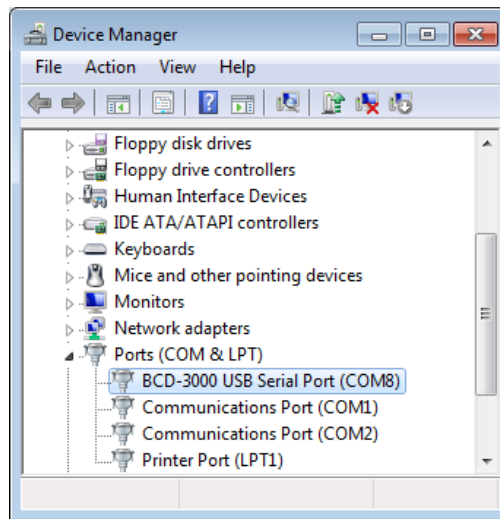 Device Manager
File Action View Help
Floppy disk drives
Floppy drive controllers
Human Interface Devices
IDE ATA/ATAPI controllers
Keyboards
Mice and other pointing devices
Monitors
Network adapters
Ports (COM & LPT)
BCD-3000 USB Serial Port (COM8)
Communications Port (COM1)
Communications Port (COM2)
Printer Port (LPT1)